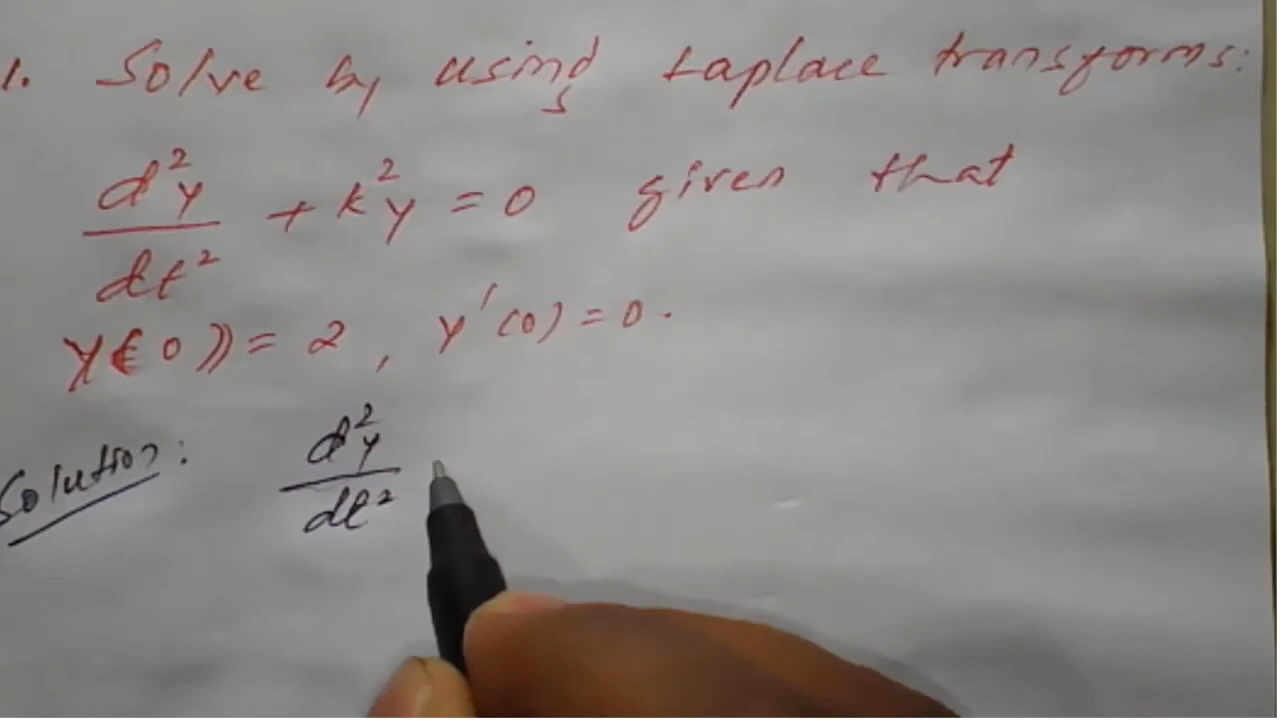 1. Solve by using Laplace transforms:
d²y/dt² + k²y = 0 given that
y(0)) = 2, y'(0) = 0.
Solution: d²y/dt²